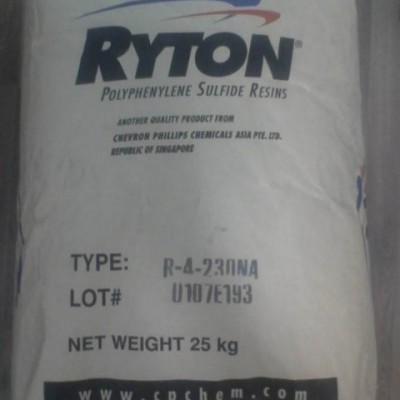 RYTON®
POLYPHENYLENE SULFIDE RESINS
ANOTHER QUALITY PRODUCT FROM
CHEVRON PHILLIPS CHEMICALS ASIA PTE. LTD.
REPUBLIC OF SINGAPORE
TYPE: R-4-230NA
LOT# U107E193
NET WEIGHT 25 kg
www.cpchem.com